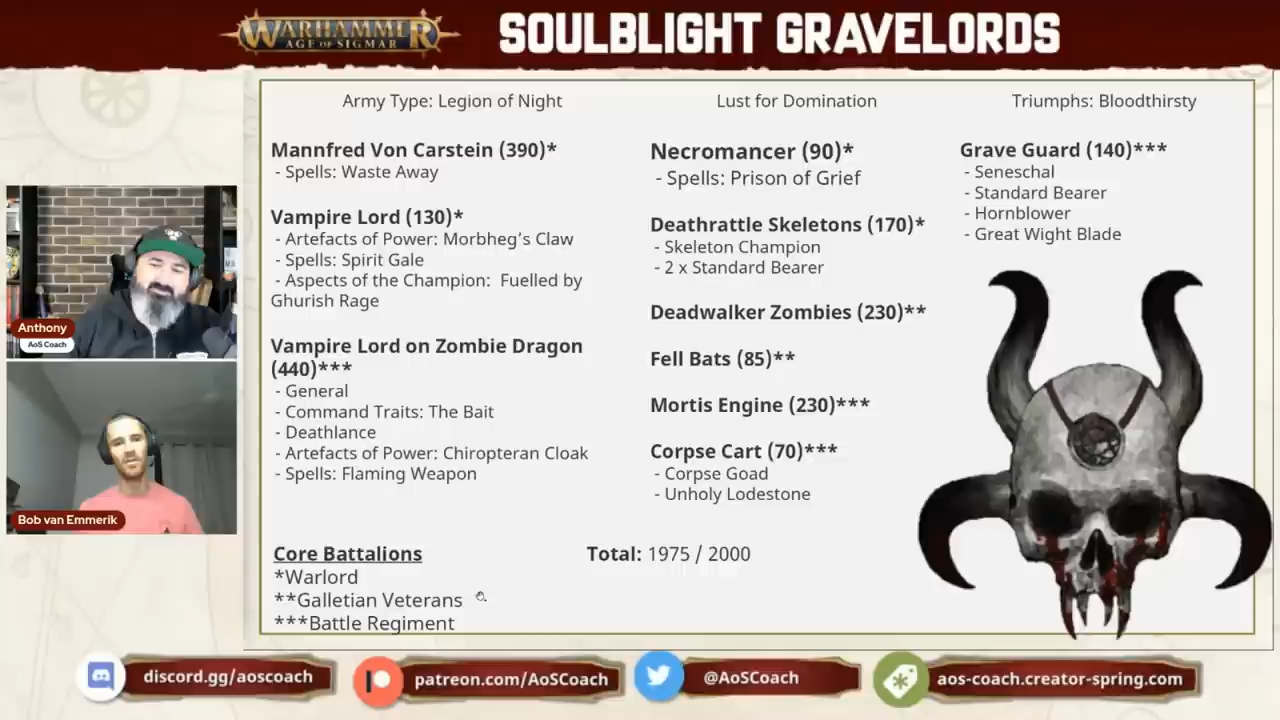 WARHAMMER
AGE OF SIGMAR
SOULBLIGHT GRAVELORDS
Army Type: Legion of Night
Lust for Domination
Triumphs: Bloodthirsty
Mannfred Von Carstein (390)*
- Spells: Waste Away
Vampire Lord (130)*
- Artefacts of Power: Morbheg's Claw
- Spells: Spirit Gale
- Aspects of the Champion: Fuelled by
Ghurish Rage
Vampire Lord on Zombie Dragon
(440)***
- General
- Command Traits: The Bait
- Deathlance
- Artefacts of Power: Chiropteran Cloak
- Spells: Flaming Weapon
Necromancer (90)*
- Spells: Prison of Grief
Deathrattle Skeletons (170)*
- Skeleton Champion
- 2 x Standard Bearer
Deadwalker Zombies (230)**
Fell Bats (85)**
Mortis Engine (230)***
Corpse Cart (70)***
- Corpse Goad
- Unholy Lodestone
Grave Guard (140)***
- Seneschal
- Standard Bearer
- Hornblower
- Great Wight Blade
Core Battalions
*Warlord
**Galletian Veterans
***Battle Regiment
Total: 1975 / 2000
Anthony
AoS Coach
Bob van Emmerik
discord.gg/aoscoach
patreon.com/AoSCoach
@AoSCoach
aos-coach.creator-spring.com